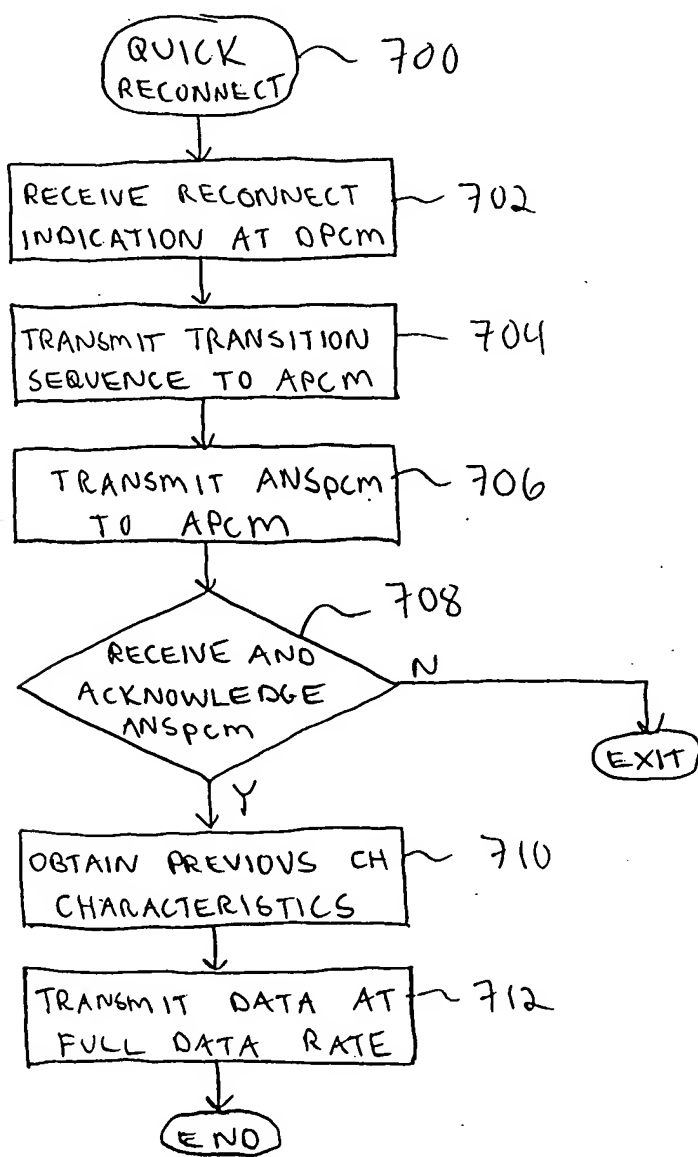 QUICK
RECONNECT
700
RECEIVE RECONNECT
INDICATION AT DPCM
702
TRANSMIT TRANSITION
SEQUENCE TO APCM
704
TRANSMIT ANSpcm
TO APCM
706
708
RECEIVE AND
ACKNOWLEDGE
ANSpcm
N
EXIT
Y
OBTAIN PREVIOUS CH
CHARACTERISTICS
710
TRANSMIT DATA AT
FULL DATA RATE
712
END